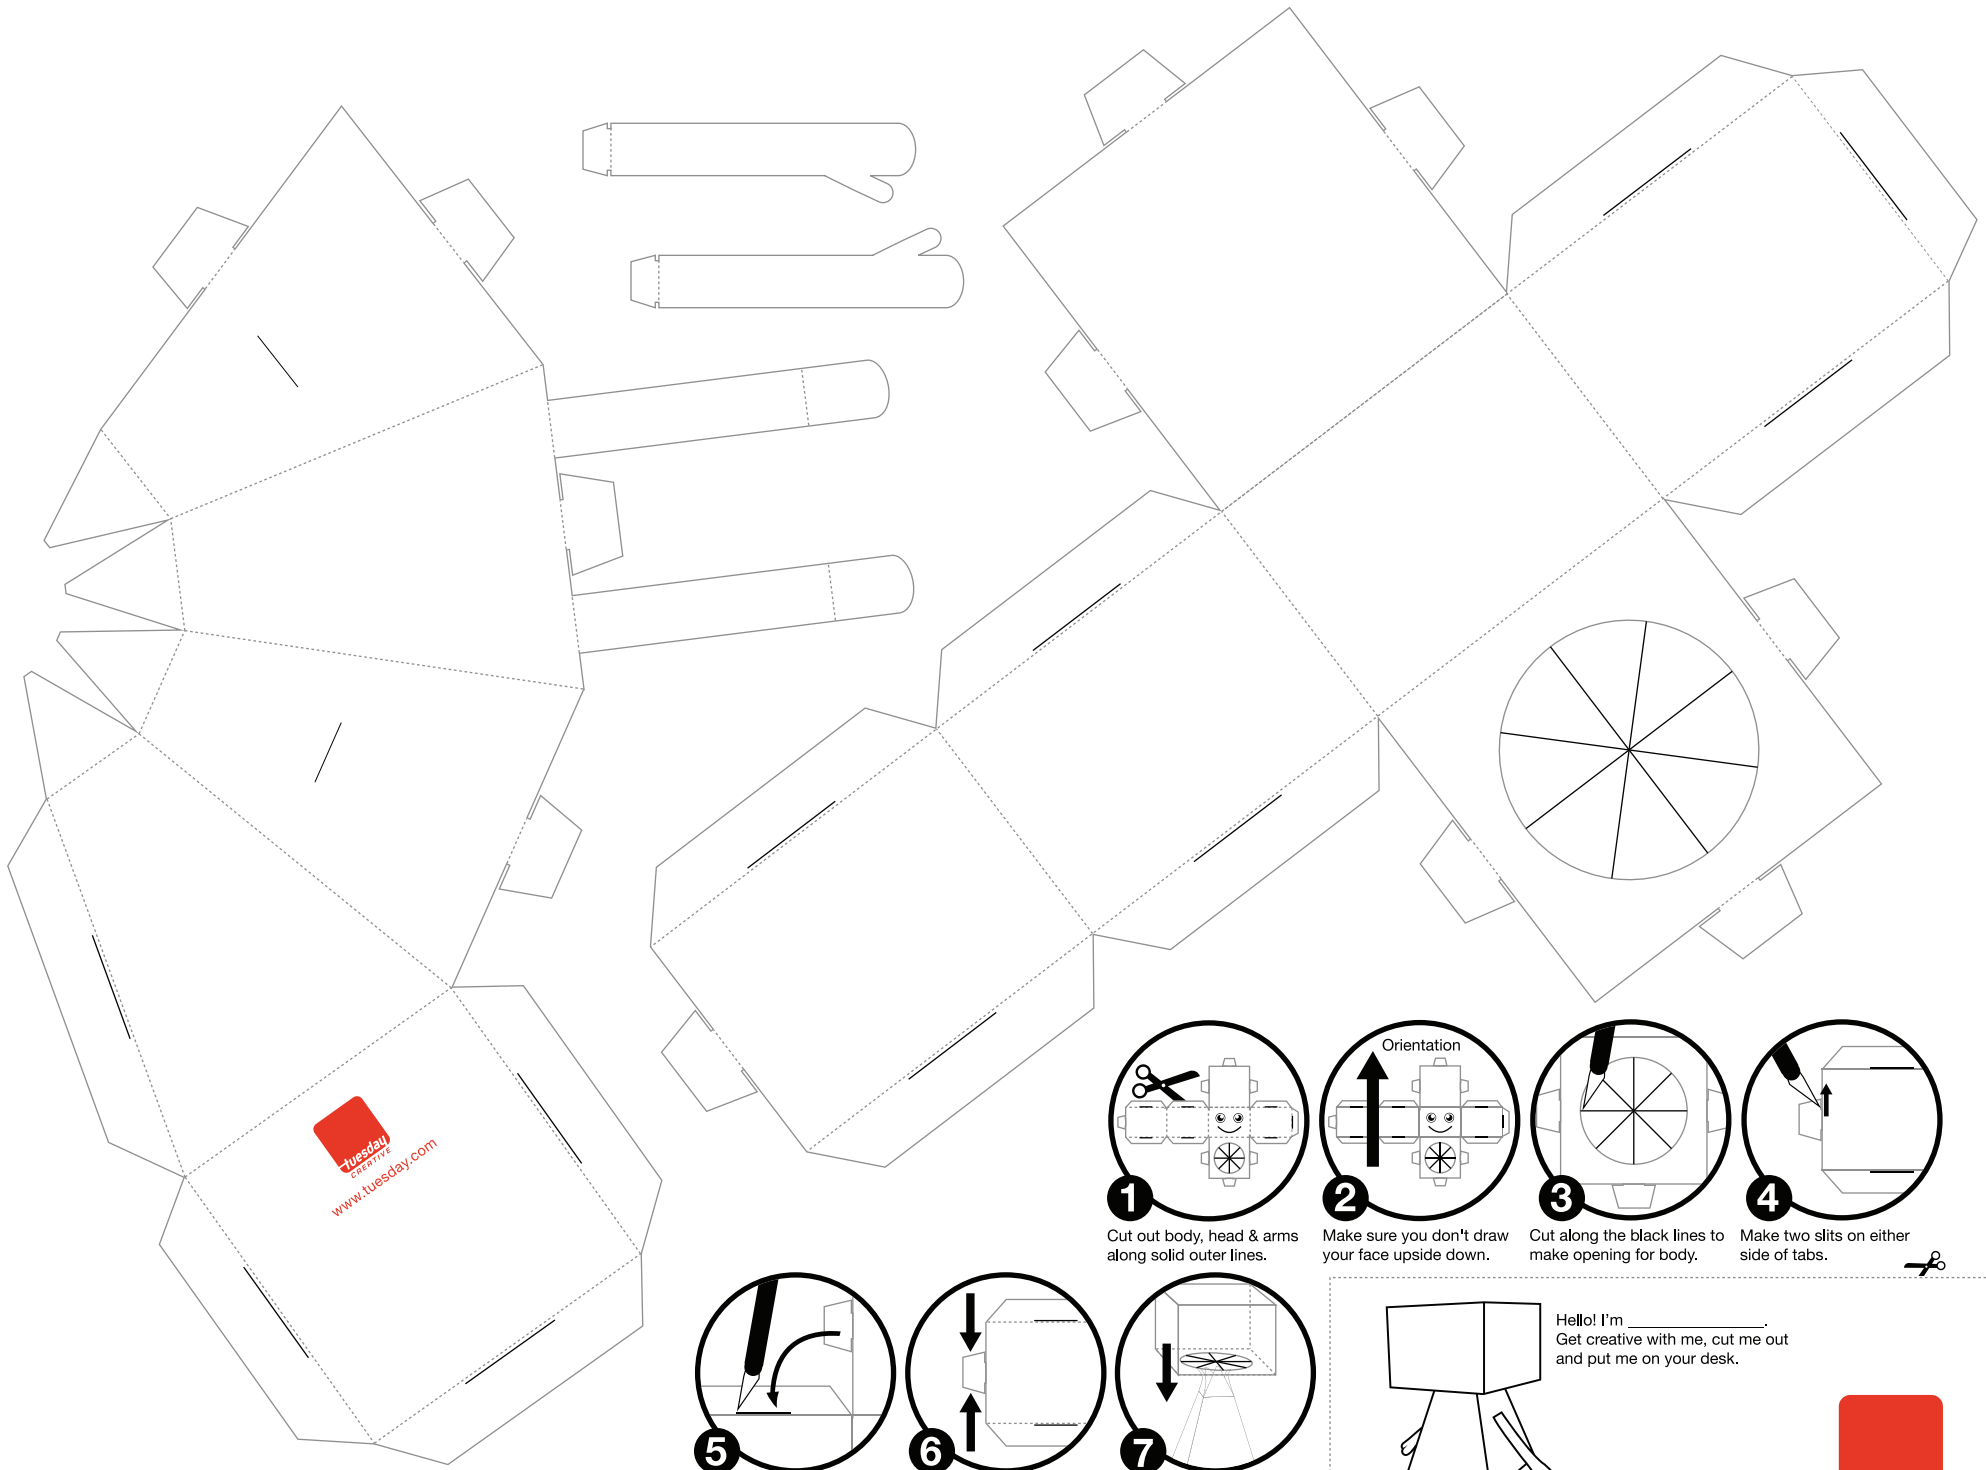 tuesday
CREATIVE
www.tuesday.com
Orientation
1
Cut out body, head & arms
along solid outer lines.
2
Make sure you don't draw
your face upside down.
3
Cut along the black lines to
make opening for body.
4
Make two slits on either
side of tabs.
5
6
7
Hello! I'm ________________.
Get creative with me, cut me out
and put me on your desk.